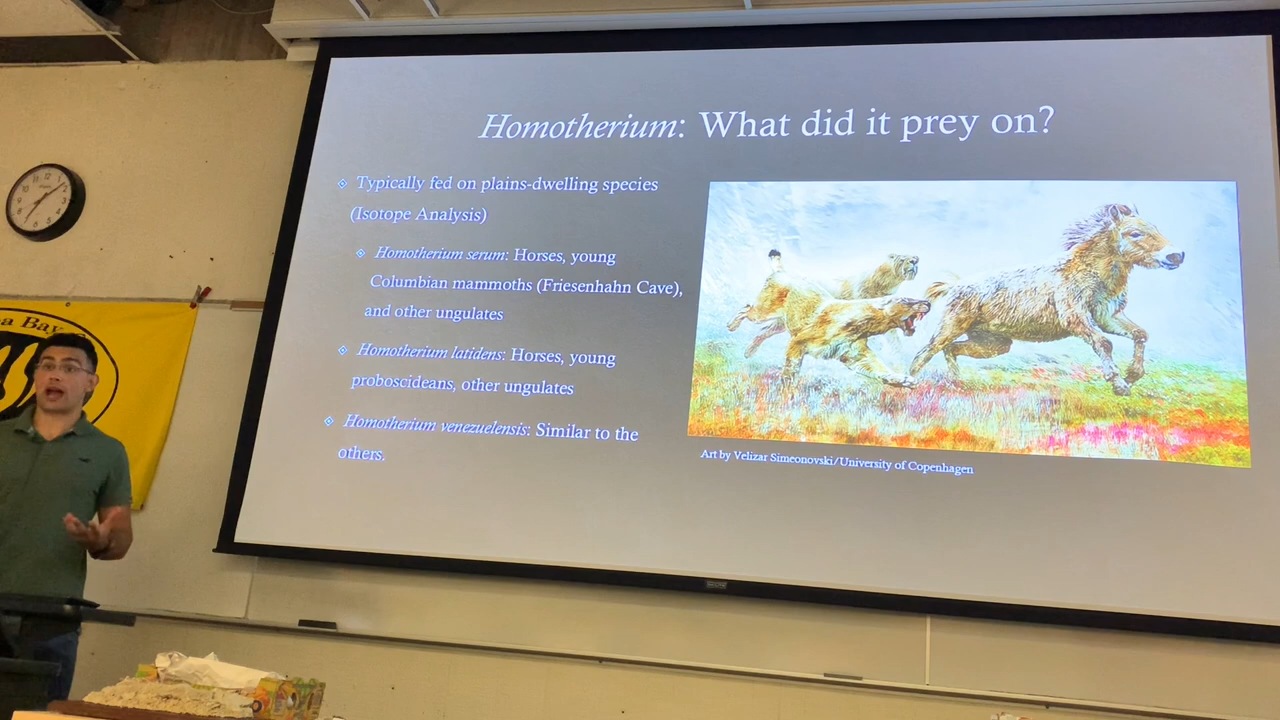 Homotherium: What did it prey on?
Typically fed on plains-dwelling species
(Isotope Analysis)
Homotherium serum: Horses, young
Columbian mammoths (Friesenhahn Cave),
and other ungulates
Homotherium latidens: Horses, young
proboscideans, other ungulates
Homotherium venezuelensis: Similar to the
others.
Art by Velizar Simeonovski/University of Copenhagen
Bay